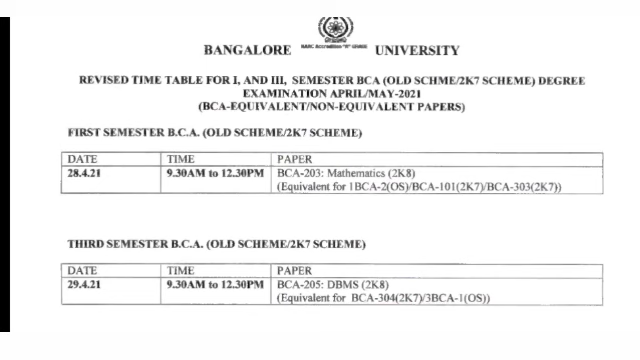 BANGALORE UNIVERSITY
REVISED TIME TABLE FOR I, AND III, SEMESTER BCA (OLD SCHME/2K7 SCHEME) DEGREE
EXAMINATION APRIL/MAY-2021
(BCA-EQUIVALENT/NON-EQUIVALENT PAPERS)
FIRST SEMESTER B.C.A. (OLD SCHEME/2K7 SCHEME)
DATE TIME PAPER
28.4.21 9.30AM to 12.30PM BCA-203: Mathematics (2K8)
(Equivalent for 1BCA-2(OS)/BCA-101(2K7)/BCA-303(2K7))
THIRD SEMESTER B.C.A. (OLD SCHEME/2K7 SCHEME)
DATE TIME PAPER
29.4.21 9.30AM to 12.30PM BCA-205: DBMS (2K8)
(Equivalent for BCA-304(2K7)/3BCA-1(OS))